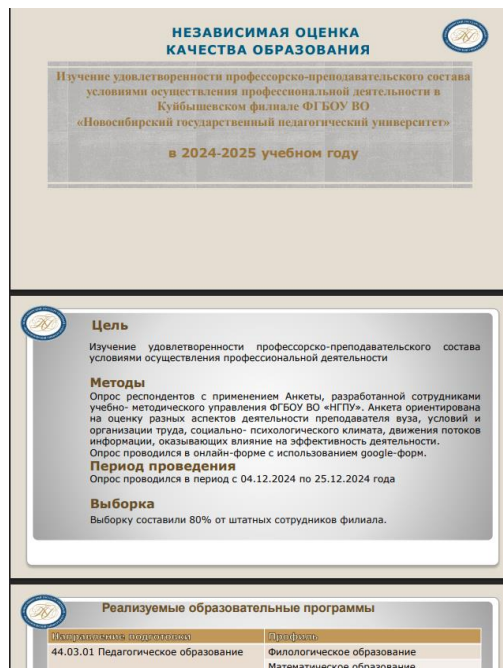 НЕЗАВИСИМАЯ ОЦЕНКА
КАЧЕСТВА ОБРАЗОВАНИЯ
Изучение удовлетворенности профессорско-преподавательского состава
условиями осуществления профессиональной деятельности в
Куйбышевском филиале ФГБОУ ВО
«Новосибирский государственный педагогический университет»
в 2024-2025 учебном году
Цель
Изучение удовлетворенности профессорско-преподавательского состава
условиями осуществления профессиональной деятельности
Методы
Опрос респондентов с применением Анкеты, разработанной сотрудниками
учебно- методического управления ФГБОУ ВО «НГПУ». Анкета ориентирована
на оценку разных аспектов деятельности преподавателя вуза, условий и
организации труда, социально- психологического климата, движения потоков
информации, оказывающих влияние на эффективность деятельности.
Опрос проводился в онлайн-форме с использованием google-форм.
Период проведения
Опрос проводился в период с 04.12.2024 по 25.12.2024 года
Выборка
Выборку составили 80% от штатных сотрудников филиала.
Реализуемые образовательные программы
Направление подготовки Профиль
44.03.01 Педагогическое образование Филологическое образование
Математическое образование